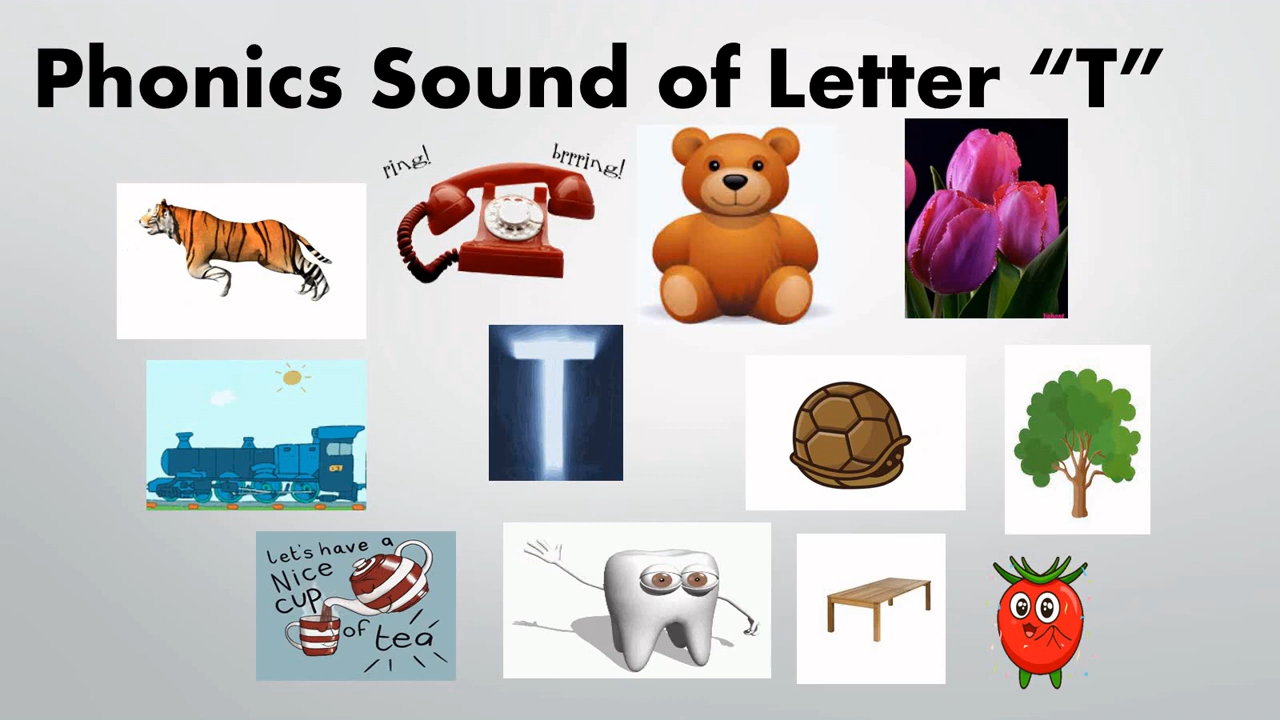 Phonics Sound of Letter “T”
ring!
brrring!
T
Let's have a
Nice
cup
of tea